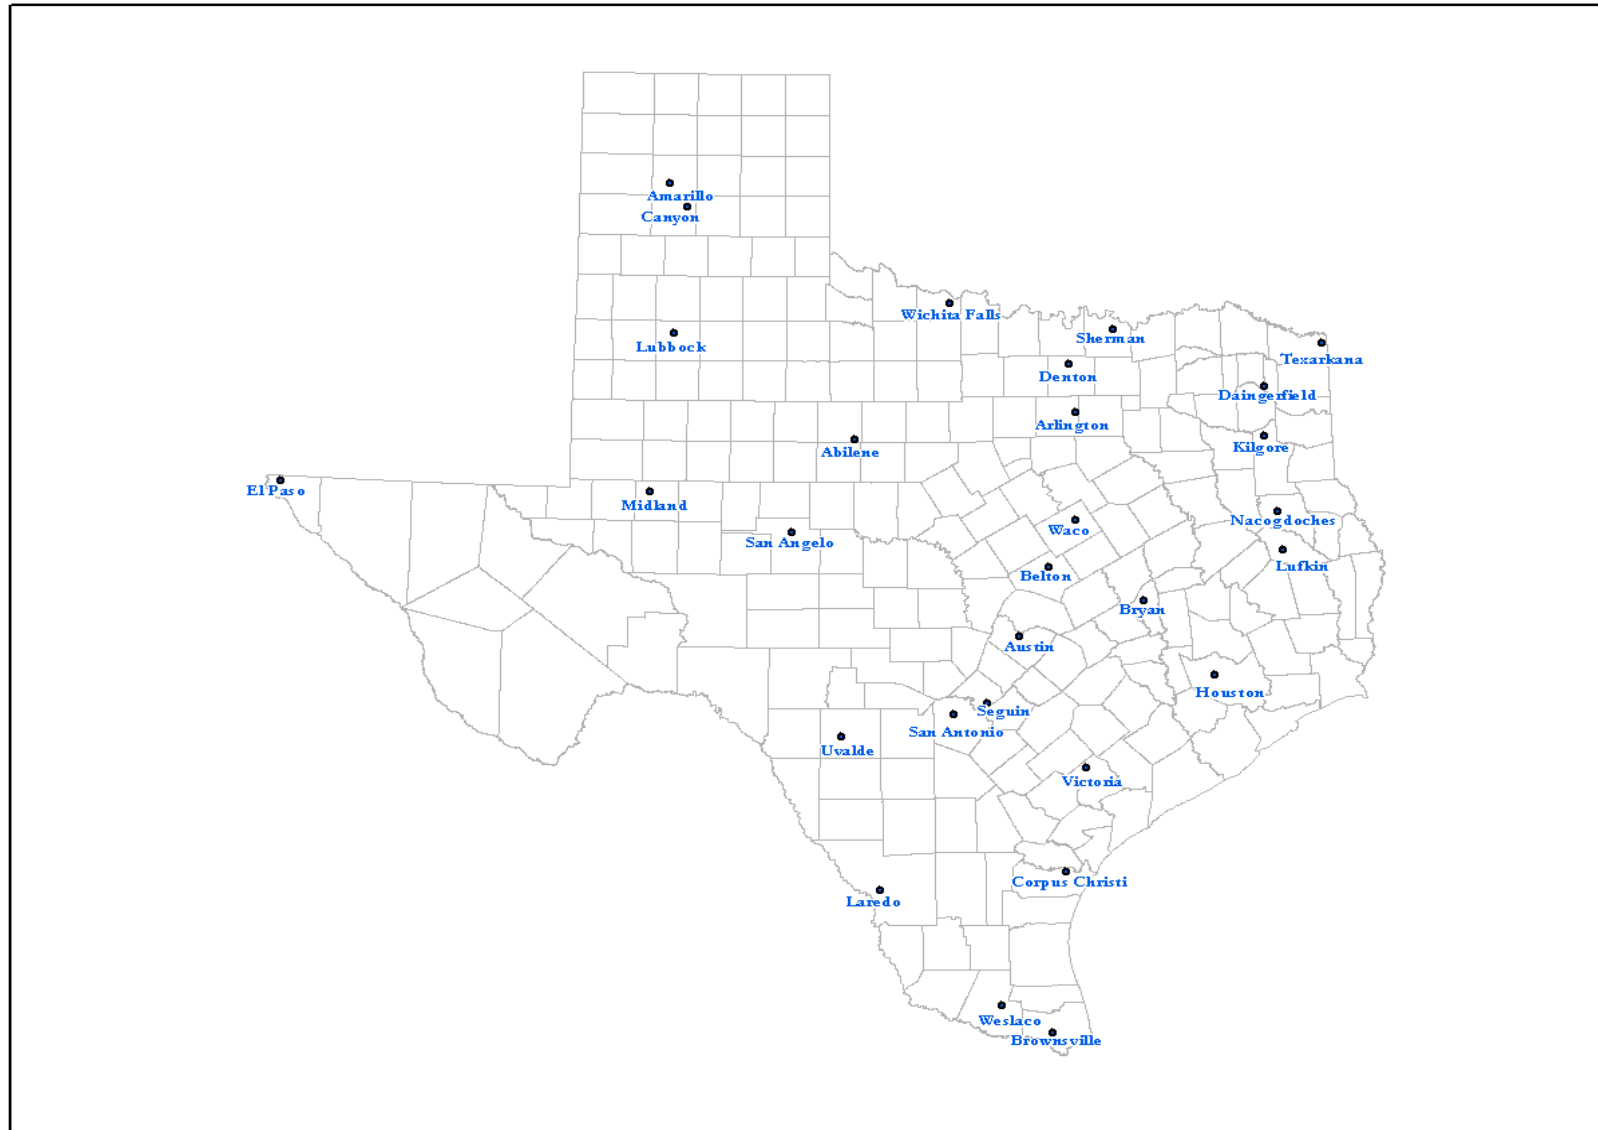 Amarillo
Canyon
Wichita Falls
Sherman
Lubbock
Texarkana
Denton
Daingerfield
Arlington
Kilgore
Abilene
El Paso
Midland
Nacogdoches
Waco
San Angelo
Lufkin
Belton
Bryan
Austin
Houston
Seguin
San Antonio
Uvalde
Victoria
Corpus Christi
Laredo
Weslaco
Brownsville